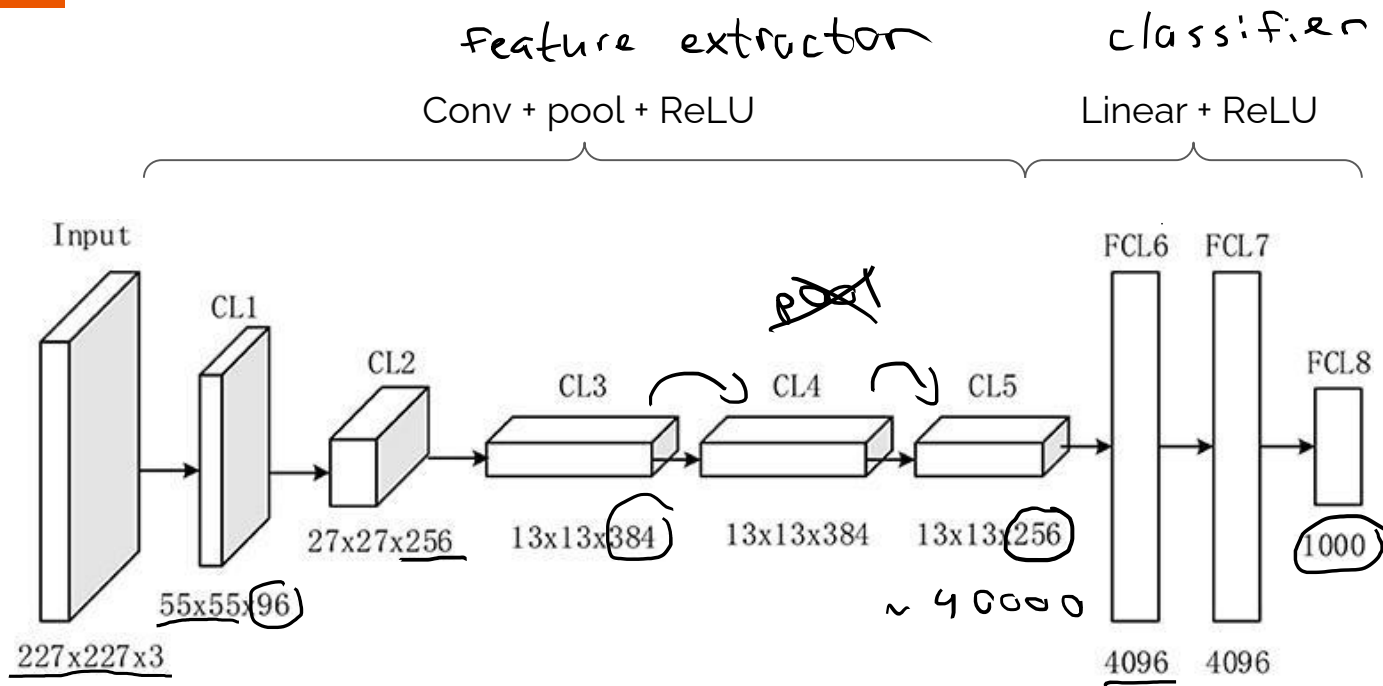 feature extractor classifier
Conv + pool + ReLU Linear + ReLU
Input
FCL6 FCL7
CL1
CL2
FCL8
pool
CL3 CL4 CL5
27x27x256 13x13x384 13x13x384 13x13x256 1000
55x55x96
~ 40000
227x227x3 4096 4096